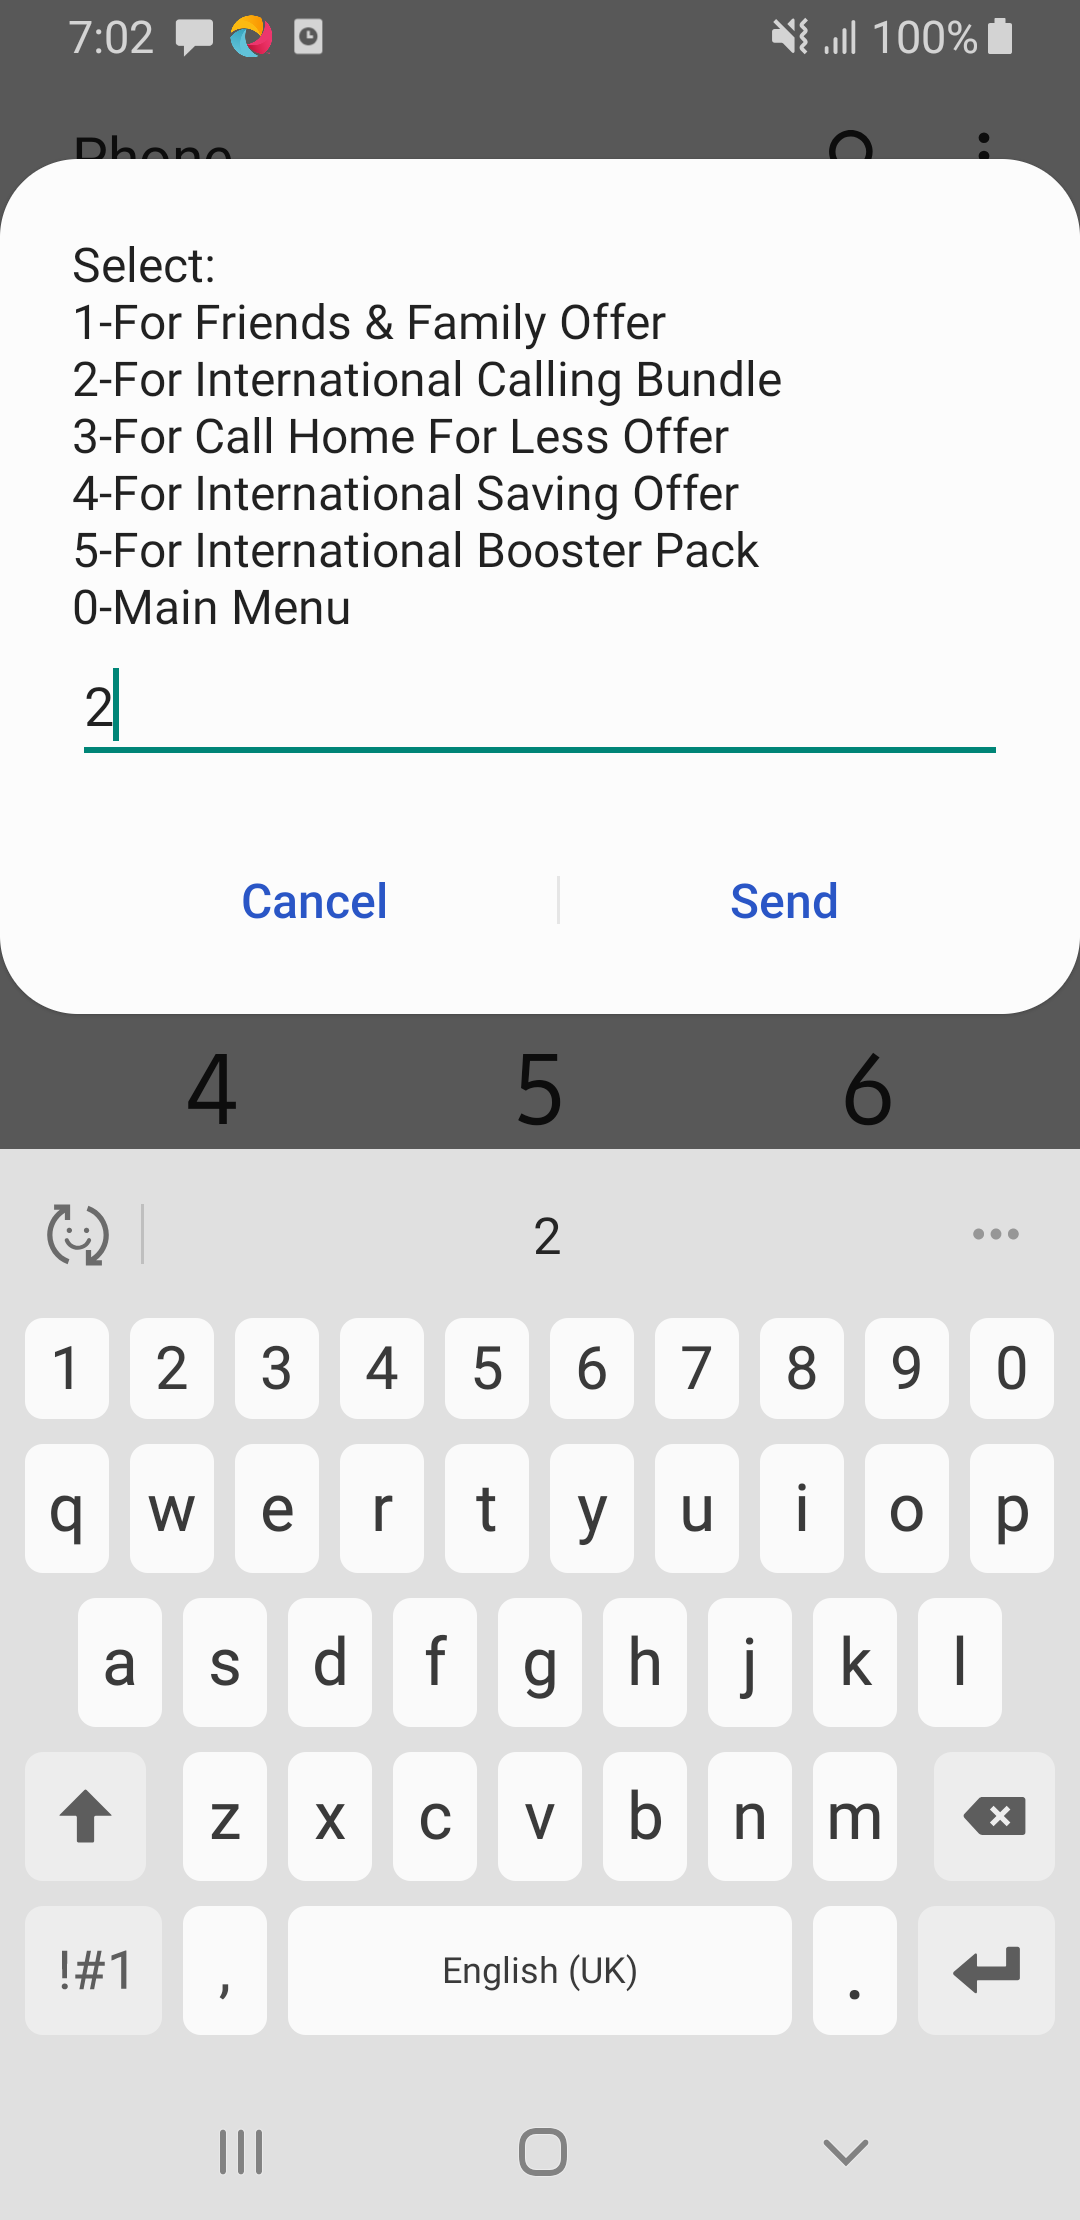 7:02 100%
Phone
Select:
1-For Friends & Family Offer
2-For International Calling Bundle
3-For Call Home For Less Offer
4-For International Saving Offer
5-For International Booster Pack
0-Main Menu
2
Cancel Send
4 5 6
2
1 2 3 4 5 6 7 8 9 0
q w e r t y u i o p
a s d f g h j k l
z x c v b n m
!#1 , English (UK) .